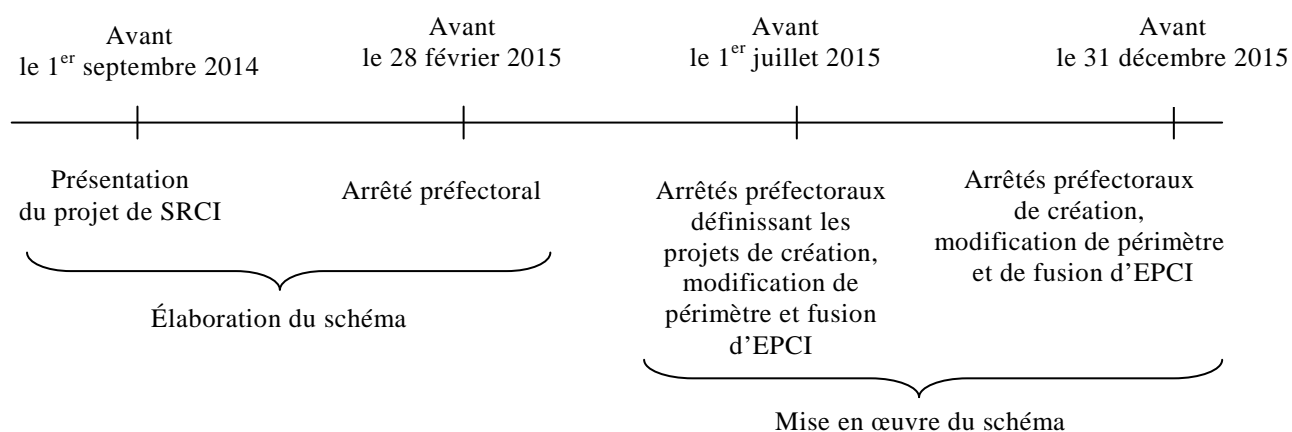 Avant
le 1er septembre 2014
Avant
le 28 février 2015
Avant
le 1er juillet 2015
Avant
le 31 décembre 2015
Présentation
du projet de SRCI
Arrêté préfectoral
Arrêtés préfectoraux
définissant les
projets de création,
modification de
périmètre et fusion
d’EPCI
Arrêtés préfectoraux
de création,
modification de périmètre
et de fusion d’EPCI
Élaboration du schéma
Mise en œuvre du schéma